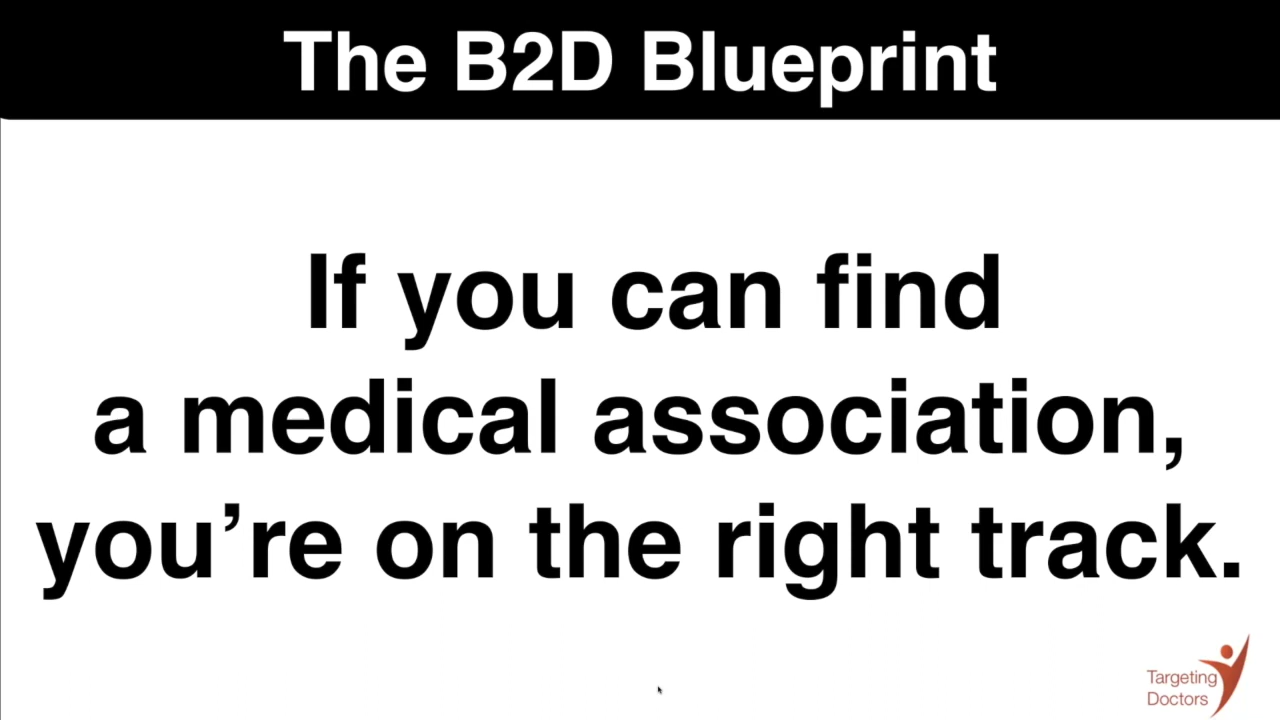 The B2D Blueprint
If you can find
a medical association,
you’re on the right track.
Targeting
Doctors